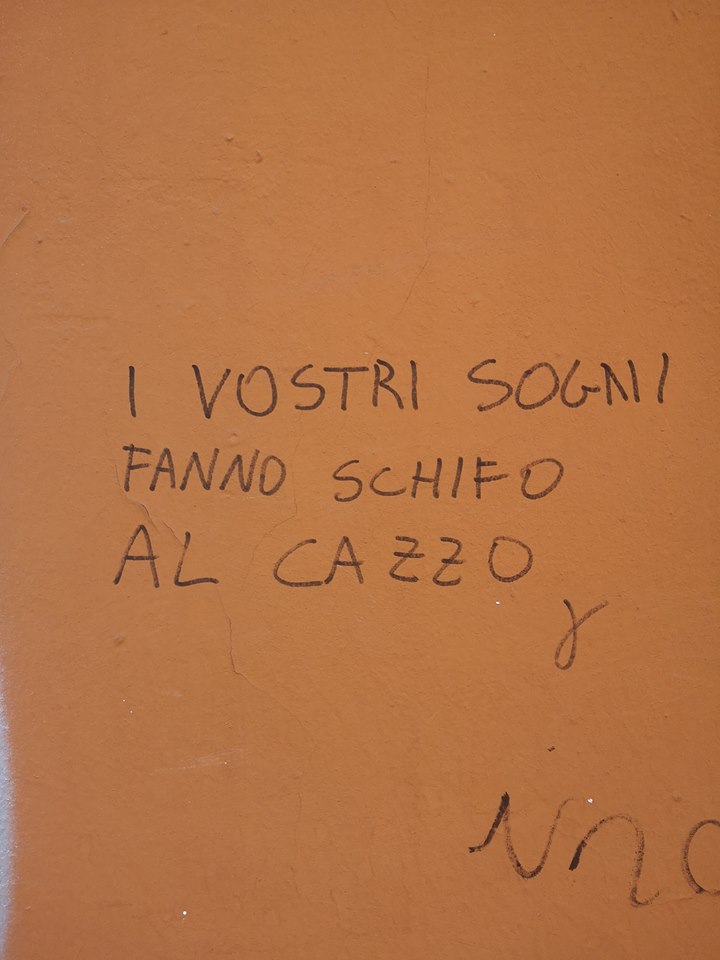 I VOSTRI SOGNI
FANNO SCHIFO
AL CAZZO
γ